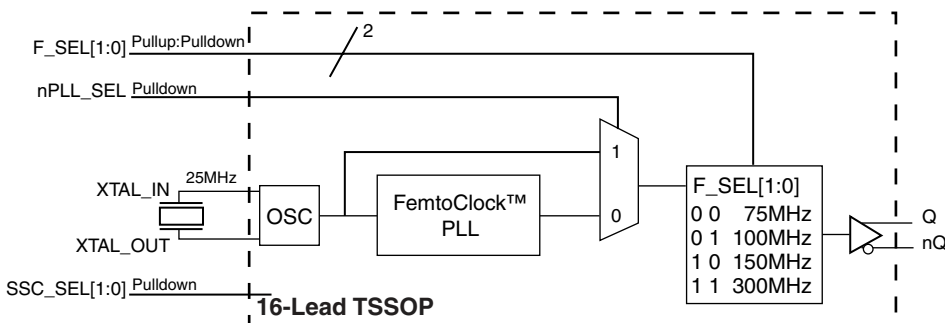 2
F_SEL[1:0] Pullup:Pulldown
nPLL_SEL Pulldown
1
XTAL_IN 25MHz
OSC
FemtoClock™
PLL
0
XTAL_OUT
F_SEL[1:0]
0 0 75MHz
0 1 100MHz
1 0 150MHz
1 1 300MHz
Q
nQ
SSC_SEL[1:0] Pulldown
16-Lead TSSOP